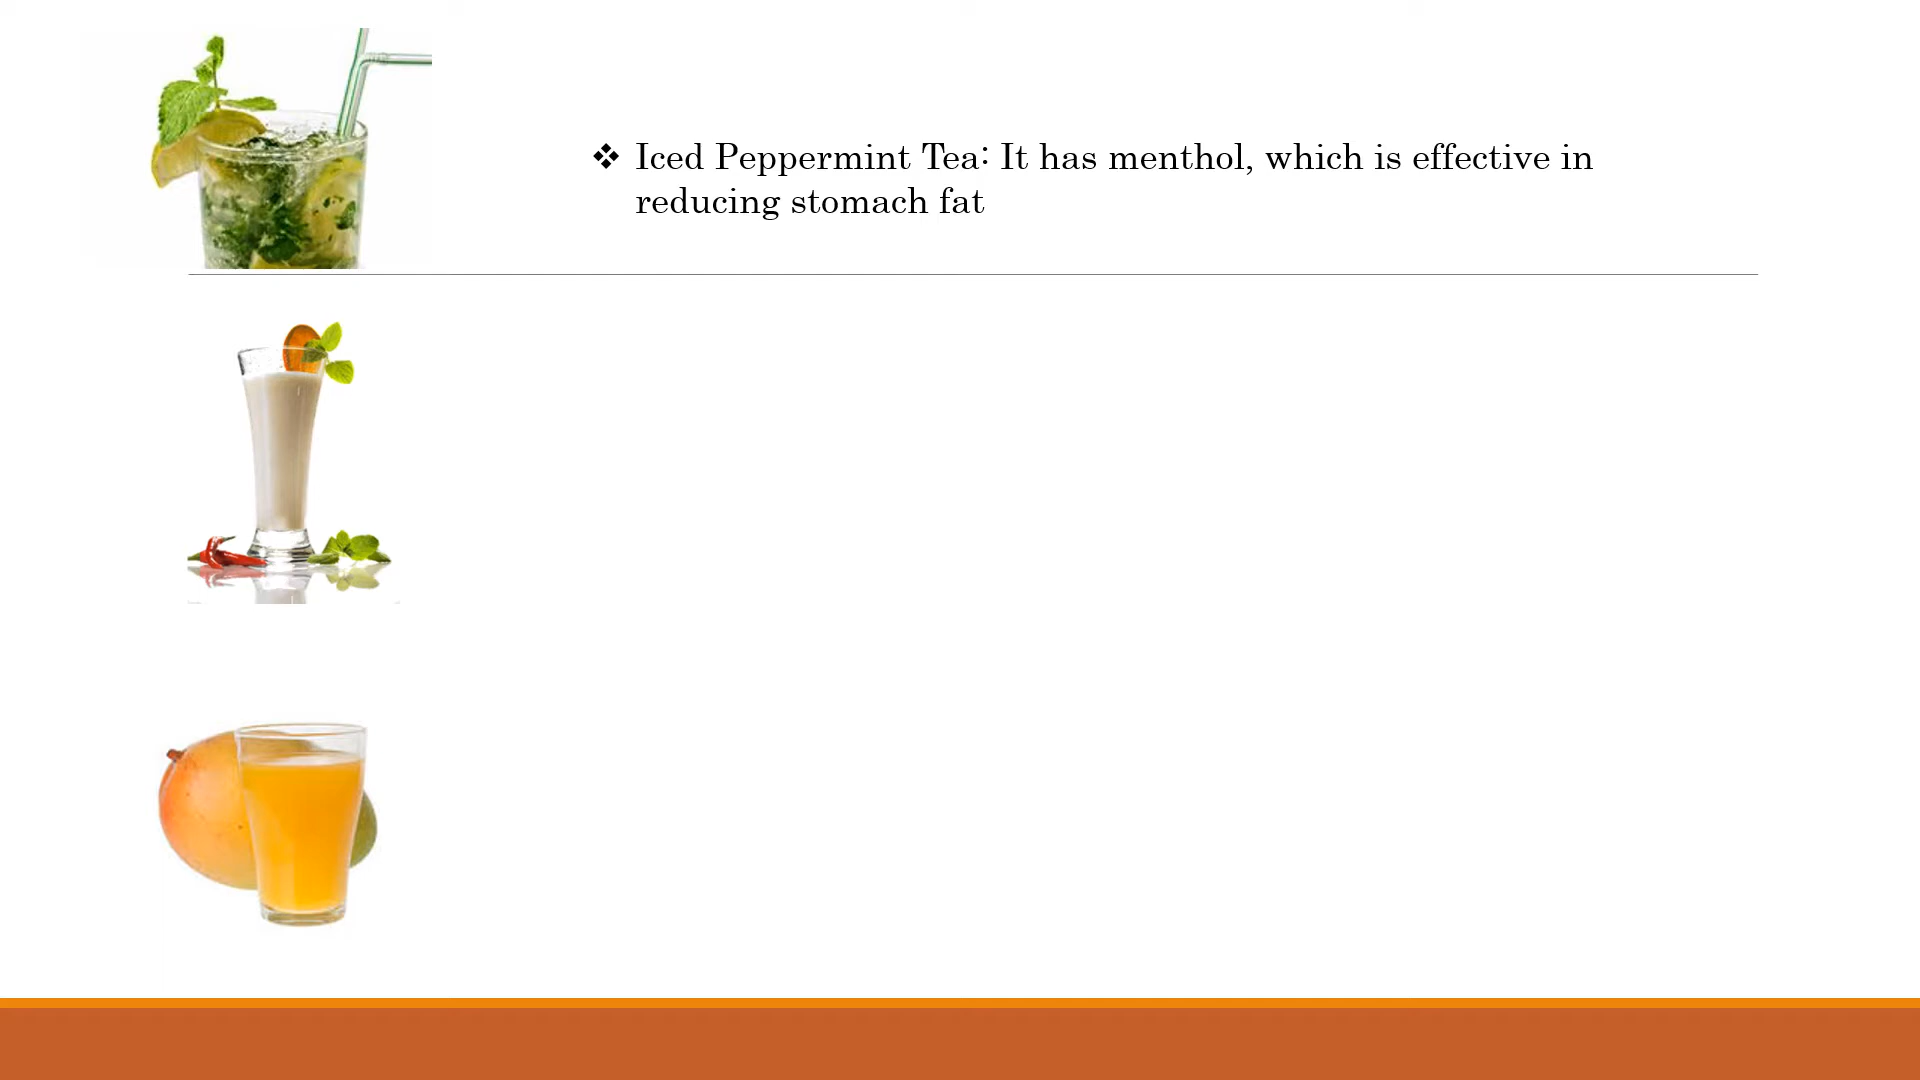 ❖ Iced Peppermint Tea: It has menthol, which is effective in
reducing stomach fat